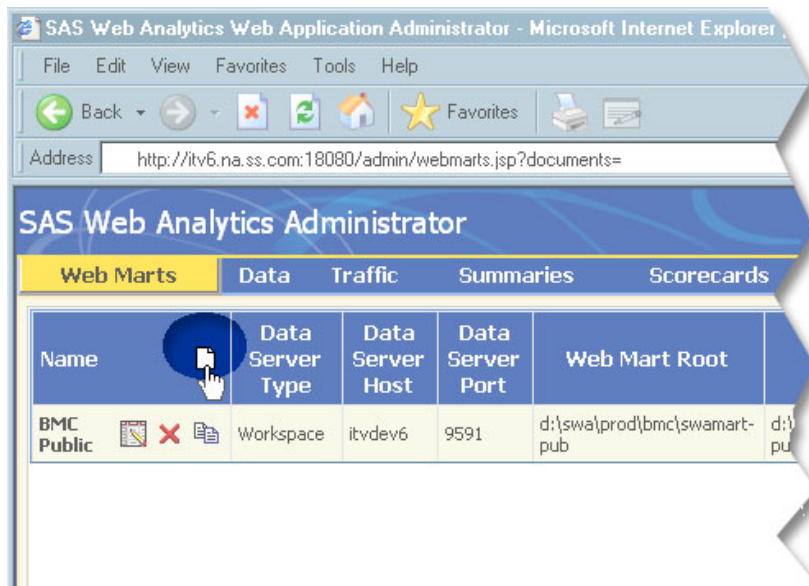 SAS Web Analytics Web Application Administrator - Microsoft Internet Explorer
File Edit View Favorites Tools Help
Back Favorites
Address http://itv6.na.ss.com:18080/admin/webmarts.jsp?documents=
SAS Web Analytics Administrator
Web Marts Data Traffic Summaries Scorecards
Name
Data
Server
Type
Data
Server
Host
Data
Server
Port
Web Mart Root
BMC
Public
Workspace
itvdev6
9591
d:\swa\prod\bmc\swamart-
pub